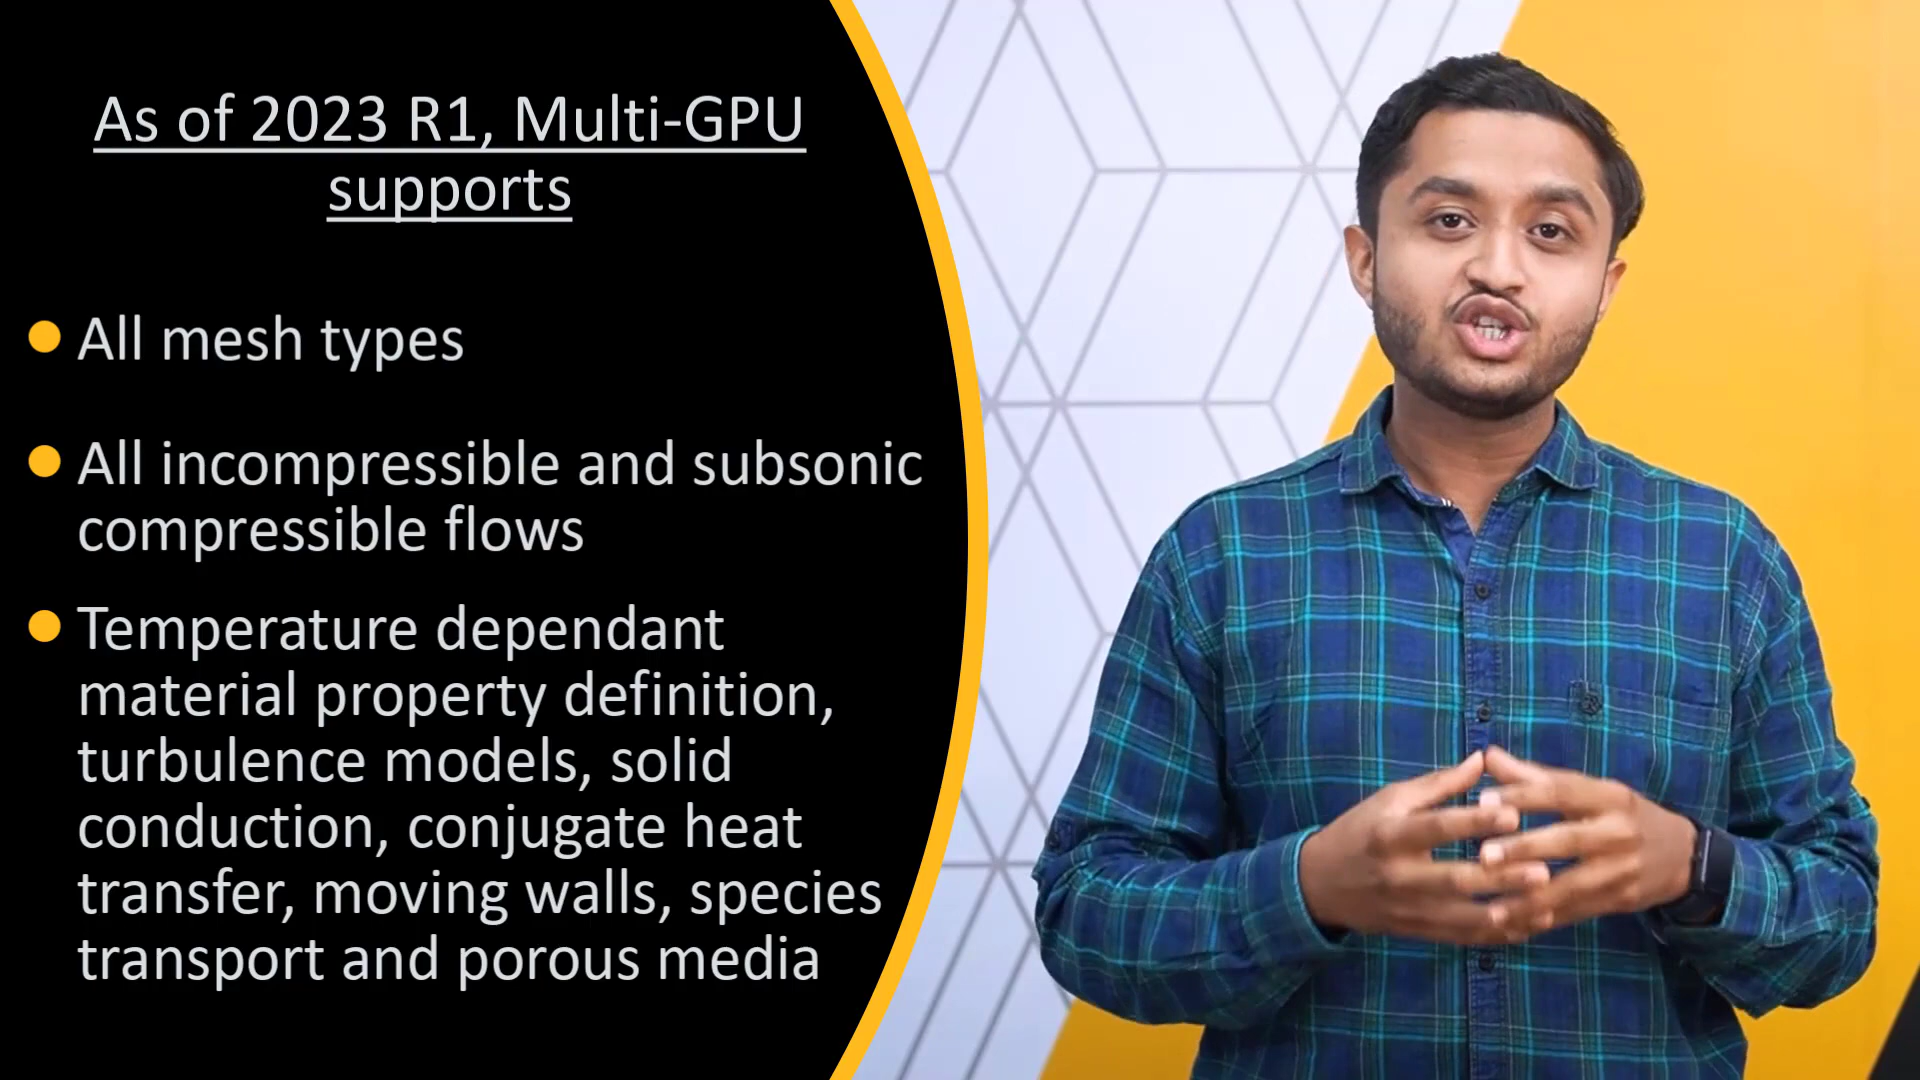 As of 2023 R1, Multi-GPU
supports
All mesh types
All incompressible and subsonic
compressible flows
Temperature dependant
material property definition,
turbulence models, solid
conduction, conjugate heat
transfer, moving walls, species
transport and porous media